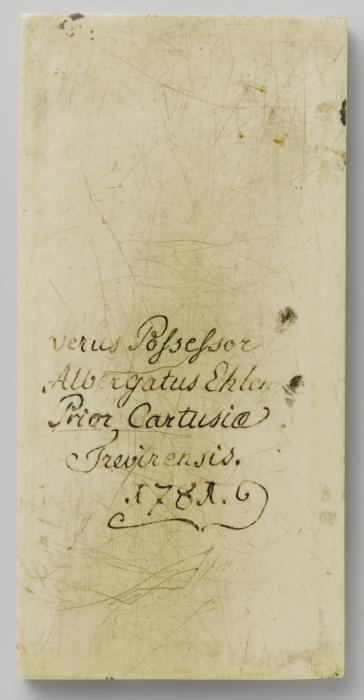 verus Possessor
Albergatus Ehlen
Prior Cartusiæ
Trevirensis.
.1781.